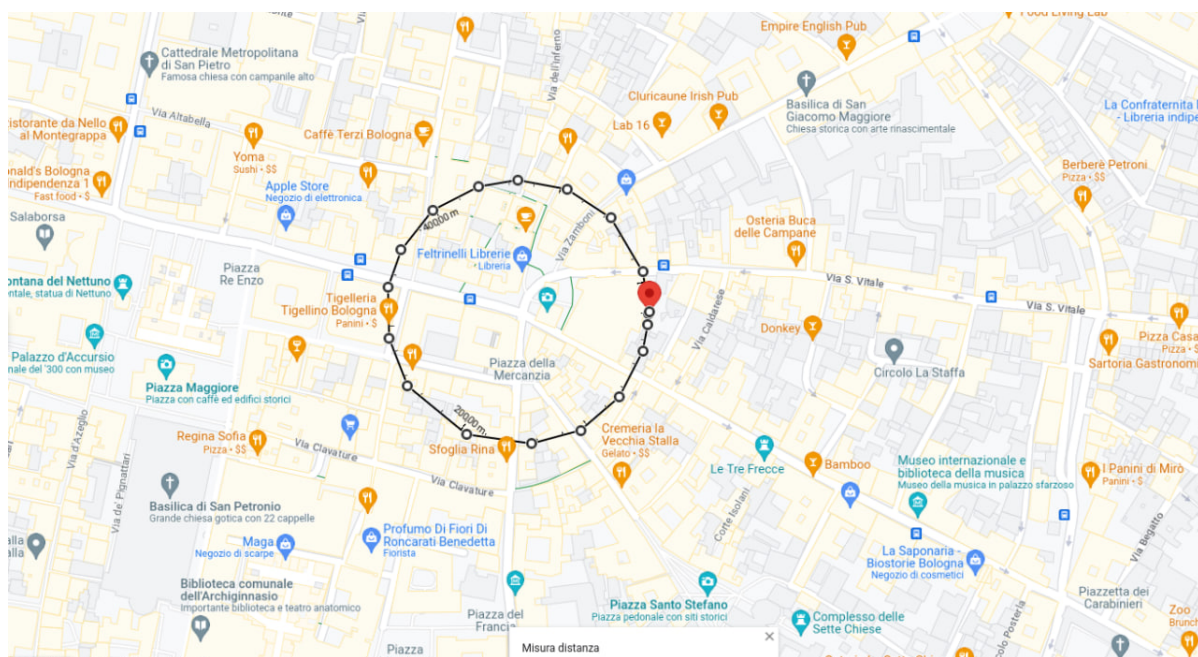 Food Living Lab
Empire English Pub
Cattedrale Metropolitana
di San Pietro
Famosa chiesa con campanile alto
Via dell'Inferno
Cluricaune Irish Pub
Basilica di San
Giacomo Maggiore
Chiesa storica con arte rinascimentale
La Confraternita
- Libreria
Via Altabella
Ristorante da Nello
al Montegrappa
Caffè Terzi Bologna
Lab 16
Yoma
Sushi • $$
Berberè Petroni
Pizza • $$
onald's Bologna
Indipendenza 1
Fast food • $
Apple Store
Negozio di elettronica
Salaborsa
400,00 m
Via Zamboni
Osteria Buca
delle Campane
Feltrinelli Librerie
Libreria
Piazza
Re Enzo
ontana del Nettuno
ntale, statua di Nettuno
Via S. Vitale
Via S. Vitale
Tigelleria
Tigellino Bologna
Panini • $
Via Caldarese
Donkey
Pizza Casa
Pizza • $
Palazzo d'Accursio
nale del '300 con museo
Piazza della
Mercanzia
Circolo La Staffa
Sartoria Gastronomi
Piazza Maggiore
Piazza con caffè ed edifici storici
200,00 m
Via d'Azeglio
Regina Sofia
Pizza • $$
Via Clavature
Sfoglia Rina
Cremeria la
Vecchia Stalla
Gelato • $$
Le Tre Frecce
Bamboo
Museo internazionale e
biblioteca della musica
Museo della musica in palazzo sfarzoso
I Panini di Mirò
Panini • $
Via Clavature
Via de' Pignattari
Basilica di San Petronio
Grande chiesa gotica con 22 cappelle
Corte Isolani
Profumo Di Fiori Di
Roncarati Benedetta
Fiorista
Maga
Negozio di scarpe
Via Begatto
La Saponaria -
Biostorie Bologna
Negozio di cosmetici
Biblioteca comunale
dell'Archiginnasio
Importante biblioteca e teatro anatomico
Piazza del
Francia
Piazza Santo Stefano
Piazza pedonale con siti storici
Complesso delle
Sette Chiese
Piazzetta dei
Carabinieri
Zoo
Brunch
Piazza
Misura distanza